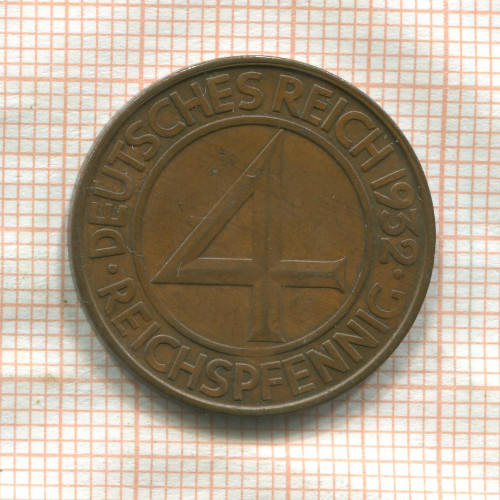 DEUTSCHES REICH 1932
4
REICHSPFENNIG